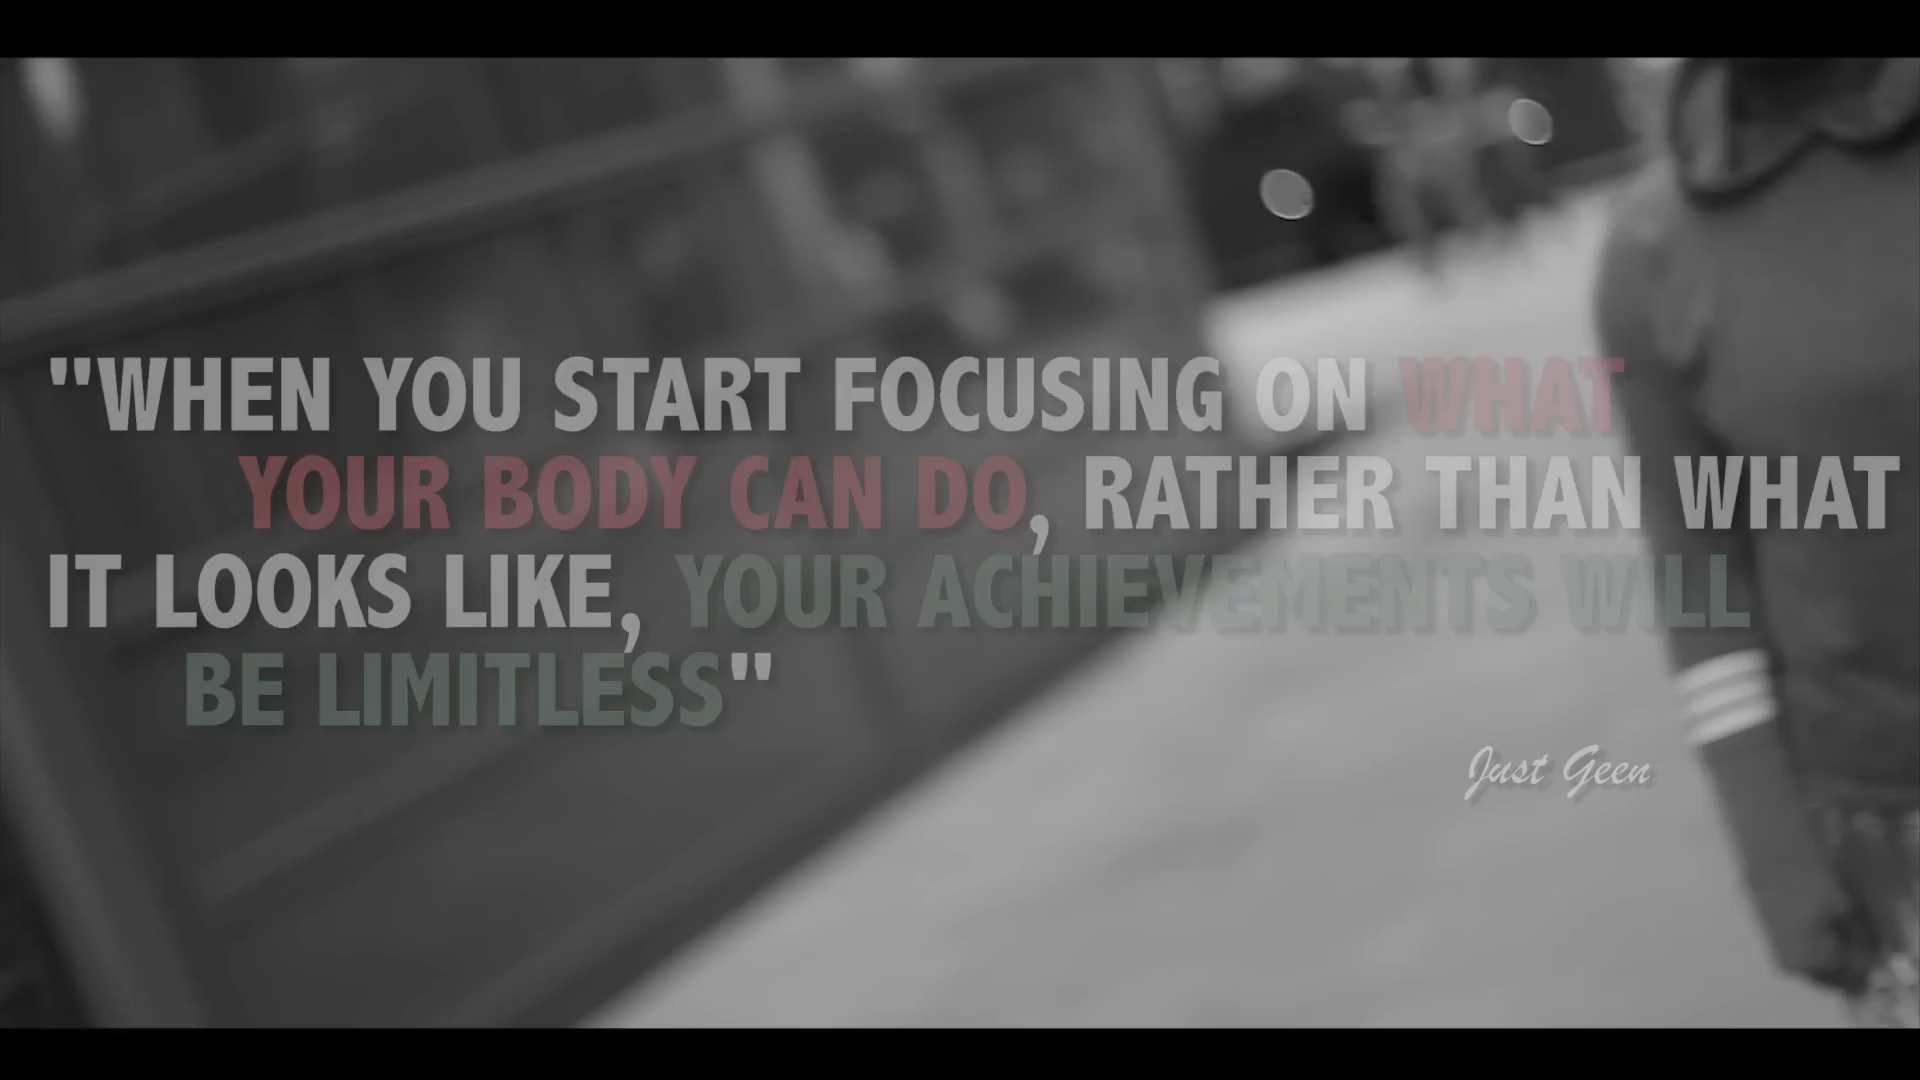 "WHEN YOU START FOCUSING ON WHAT
YOUR BODY CAN DO, RATHER THAN WHAT
IT LOOKS LIKE, YOUR ACHIEVEMENTS WILL
BE LIMITLESS"
Just Geen